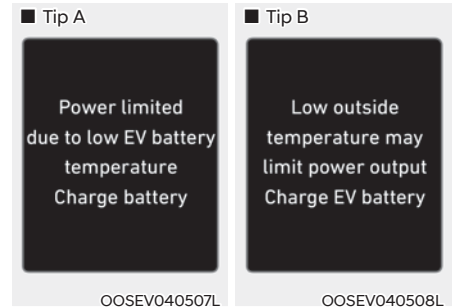 ■ Tip A
Power limited
due to low EV battery
temperature
Charge battery
OOSEV040507L
■ Tip B
Low outside
temperature may
limit power output
Charge EV battery
OOSEV040508L